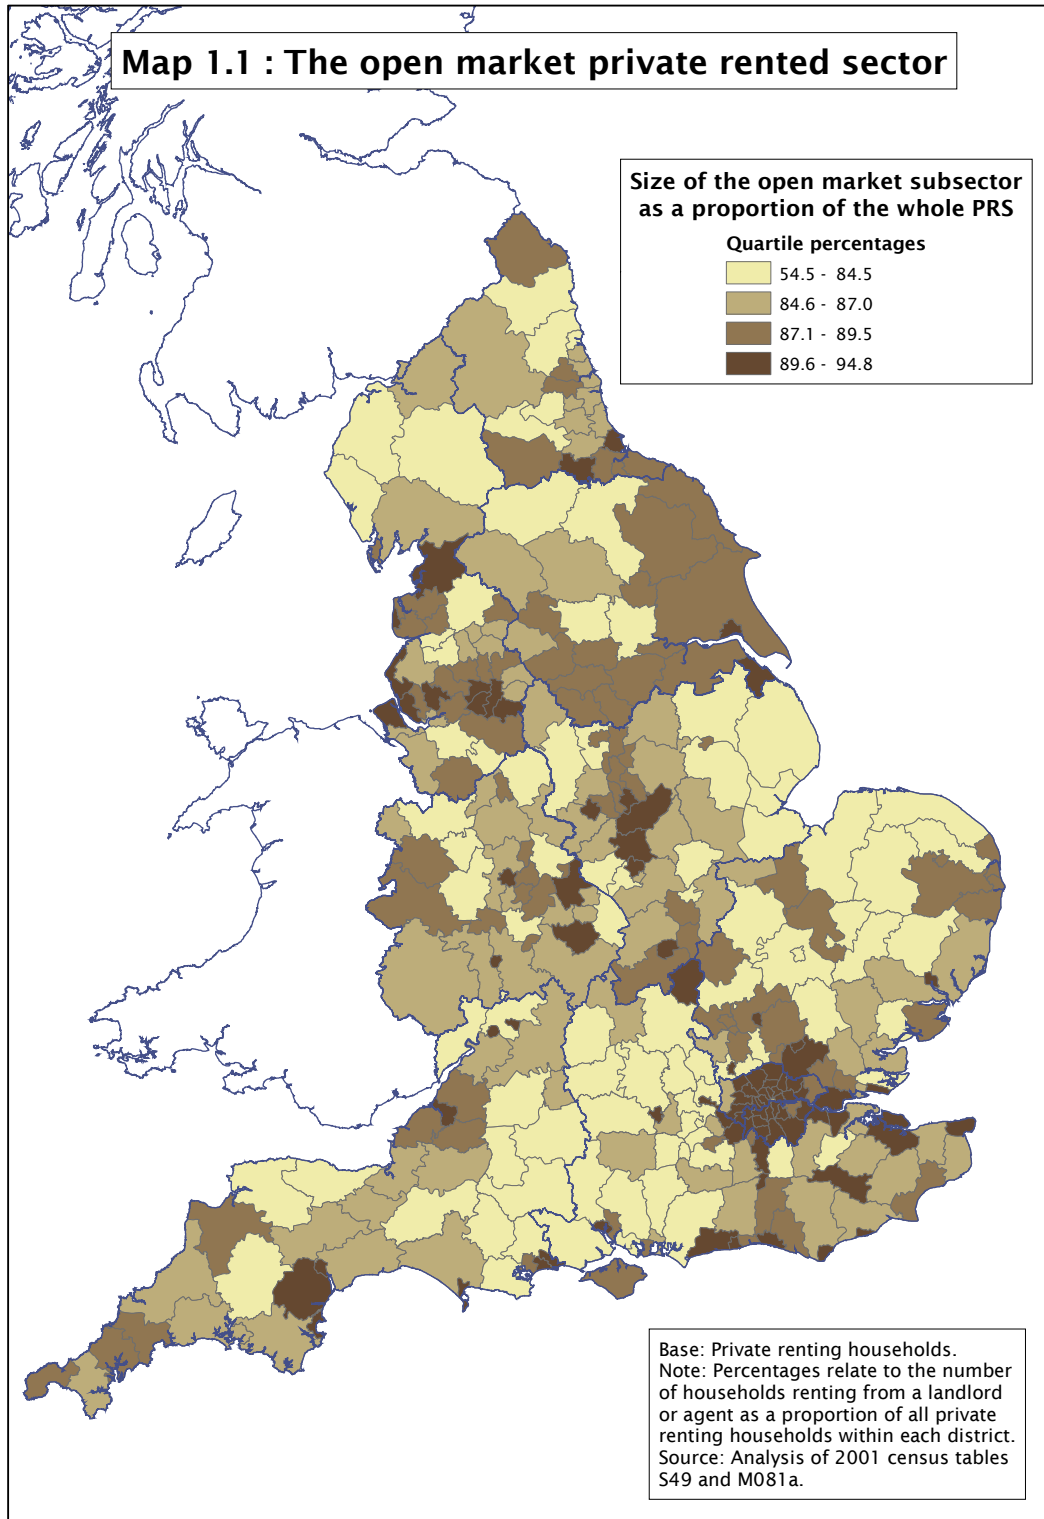 Map 1.1 : The open market private rented sector
Size of the open market subsector
as a proportion of the whole PRS
Quartile percentages
54.5 - 84.5
84.6 - 87.0
87.1 - 89.5
89.6 - 94.8
Base: Private renting households.
Note: Percentages relate to the number
of households renting from a landlord
or agent as a proportion of all private
renting households within each district.
Source: Analysis of 2001 census tables
S49 and M081a.